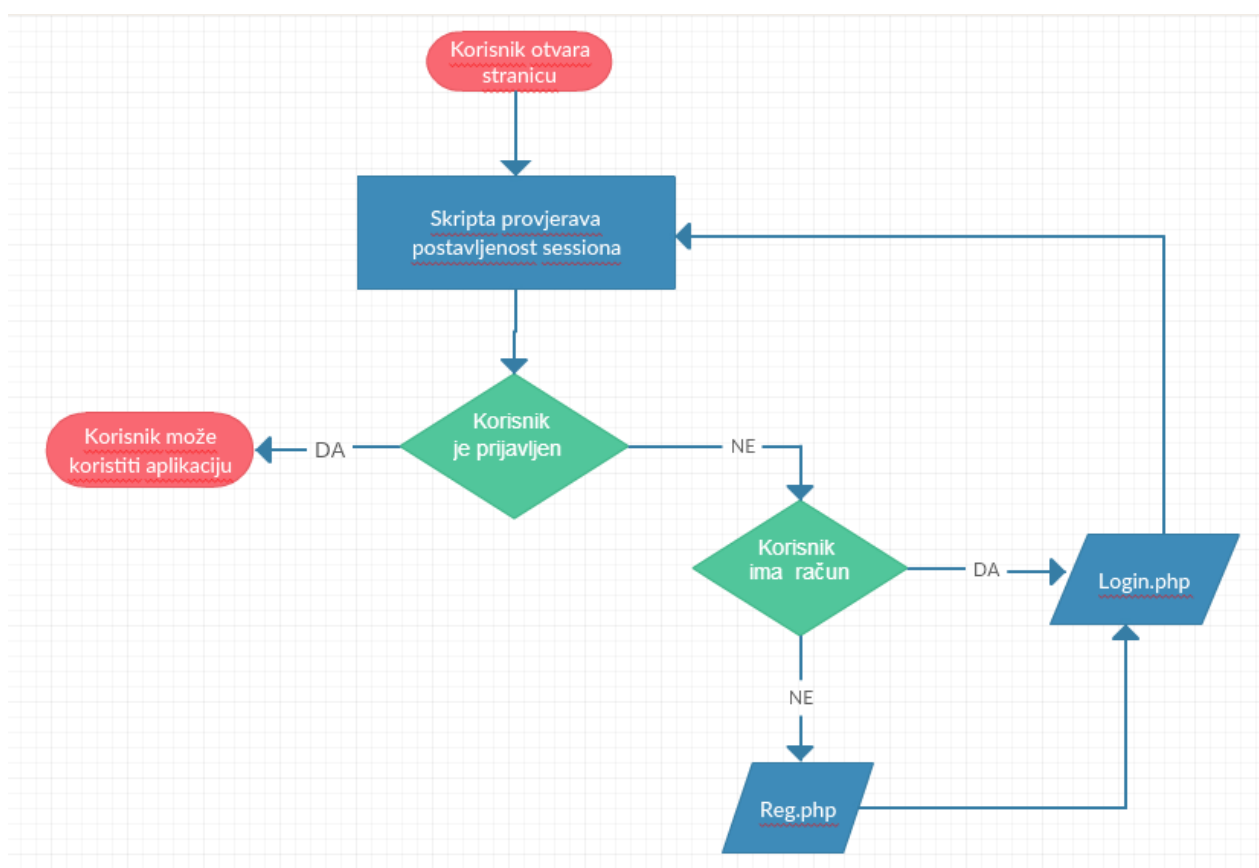 Korisnik otvara
stranicu
Skripta provjerava
postavljenost sessiona
Korisnik
je prijavljen
DA
Korisnik može
koristiti aplikaciju
NE
Korisnik
ima račun
DA
Login.php
NE
Reg.php